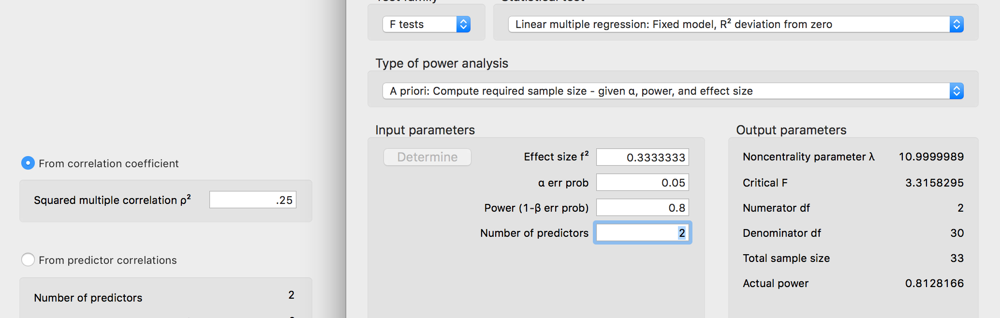 F tests
Linear multiple regression: Fixed model, R² deviation from zero
Type of power analysis
A priori: Compute required sample size - given α, power, and effect size
Input parameters
Determine
Effect size f² 0.3333333
α err prob 0.05
Power (1-β err prob) 0.8
Number of predictors 2
Output parameters
Noncentrality parameter λ 10.9999989
Critical F 3.3158295
Numerator df 2
Denominator df 30
Total sample size 33
Actual power 0.8128166
From correlation coefficient
Squared multiple correlation ρ² .25
From predictor correlations
Number of predictors 2